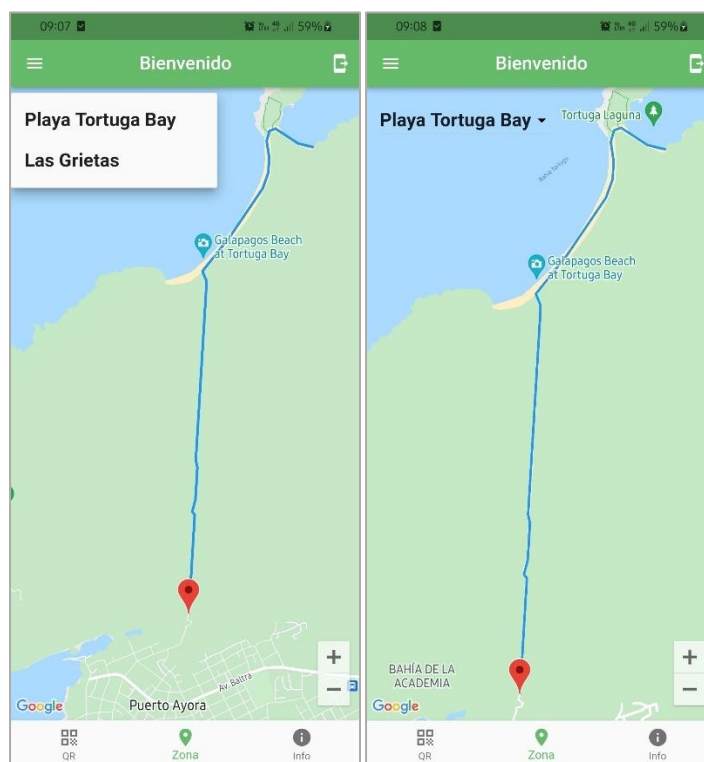 09:07
59%
Bienvenido
Playa Tortuga Bay
Las Grietas
Galapagos Beach
at Tortuga Bay
Av. Baltra
Puerto Ayora
Google
+
−
QR
Zona
Info
09:08
59%
Bienvenido
Playa Tortuga Bay
Tortuga Laguna
Bahía Tortuga
Galapagos Beach
at Tortuga Bay
BAHÍA DE LA
ACADEMIA
Google
+
−
QR
Zona
Info